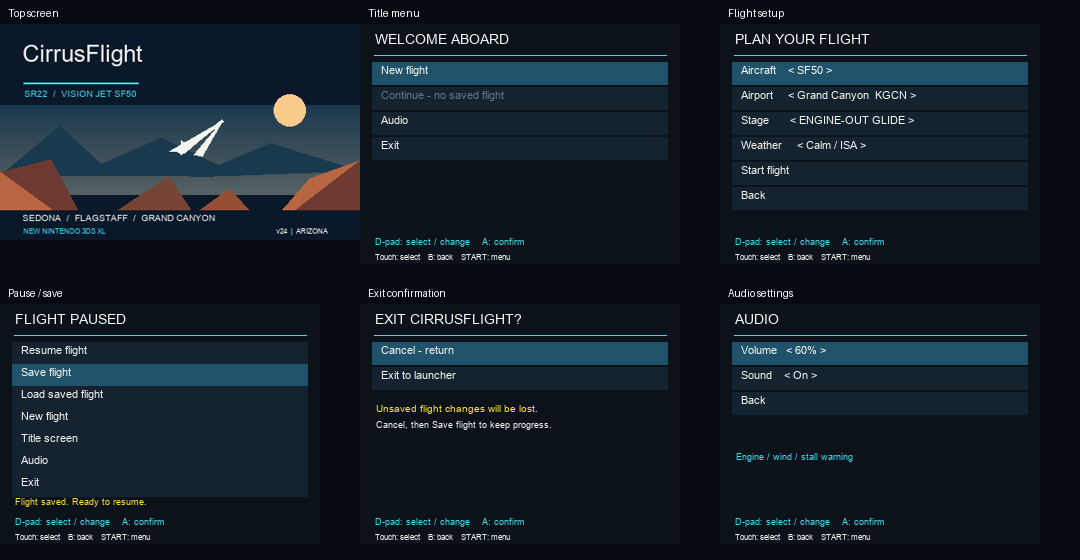 Top screen
CirrusFlight
SR22 / VISION JET SF50
SEDONA / FLAGSTAFF / GRAND CANYON
NEW NINTENDO 3DS XL
v24 | ARIZONA
Title menu
WELCOME ABOARD
New flight
Continue - no saved flight
Audio
Exit
D-pad: select / change A: confirm
Touch: select B: back START: menu
Flight setup
PLAN YOUR FLIGHT
Aircraft < SF50 >
Airport < Grand Canyon KGCN >
Stage < ENGINE-OUT GLIDE >
Weather < Calm / ISA >
Start flight
Back
D-pad: select / change A: confirm
Touch: select B: back START: menu
Pause / save
FLIGHT PAUSED
Resume flight
Save flight
Load saved flight
New flight
Title screen
Audio
Exit
Flight saved. Ready to resume.
D-pad: select / change A: confirm
Touch: select B: back START: menu
Exit confirmation
EXIT CIRRUSFLIGHT?
Cancel - return
Exit to launcher
Unsaved flight changes will be lost.
Cancel, then Save flight to keep progress.
D-pad: select / change A: confirm
Touch: select B: back START: menu
Audio settings
AUDIO
Volume < 60% >
Sound < On >
Back
Engine / wind / stall warning
D-pad: select / change A: confirm
Touch: select B: back START: menu